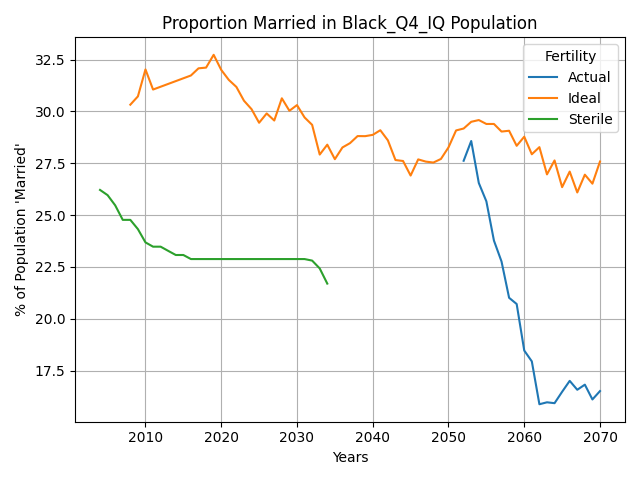 Proportion Married in Black_Q4_IQ Population
Fertility
Actual
Ideal
Sterile
% of Population 'Married'
32.5
30.0
27.5
25.0
22.5
20.0
17.5
2010
2020
2030
2040
2050
2060
2070
Years